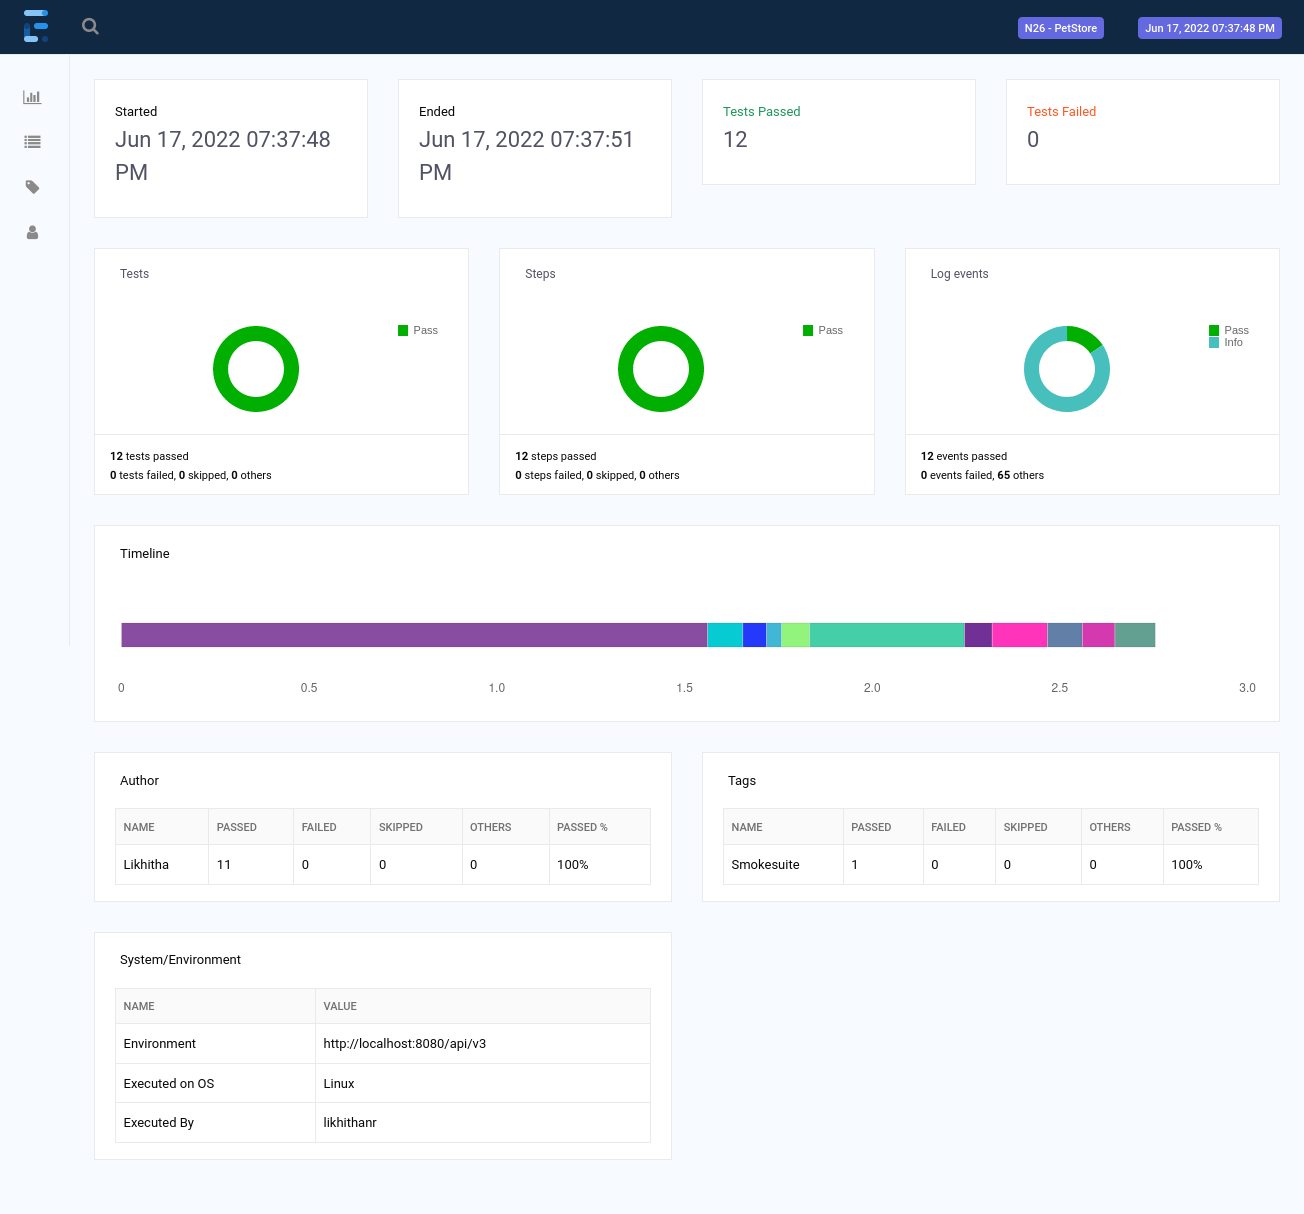 N26 - PetStore
Jun 17, 2022 07:37:48 PM
Started
Jun 17, 2022 07:37:48
PM
Ended
Jun 17, 2022 07:37:51
PM
Tests Passed
12
Tests Failed
0
Tests
Pass
12 tests passed
0 tests failed, 0 skipped, 0 others
Steps
Pass
12 steps passed
0 steps failed, 0 skipped, 0 others
Log events
Pass
Info
12 events passed
0 events failed, 65 others
Timeline
0 0.5 1.0 1.5 2.0 2.5 3.0
Author
NAME PASSED FAILED SKIPPED OTHERS PASSED %
Likhitha 11 0 0 0 100%
Tags
NAME PASSED FAILED SKIPPED OTHERS PASSED %
Smokesuite 1 0 0 0 100%
System/Environment
NAME VALUE
Environment http://localhost:8080/api/v3
Executed on OS Linux
Executed By likhithanr